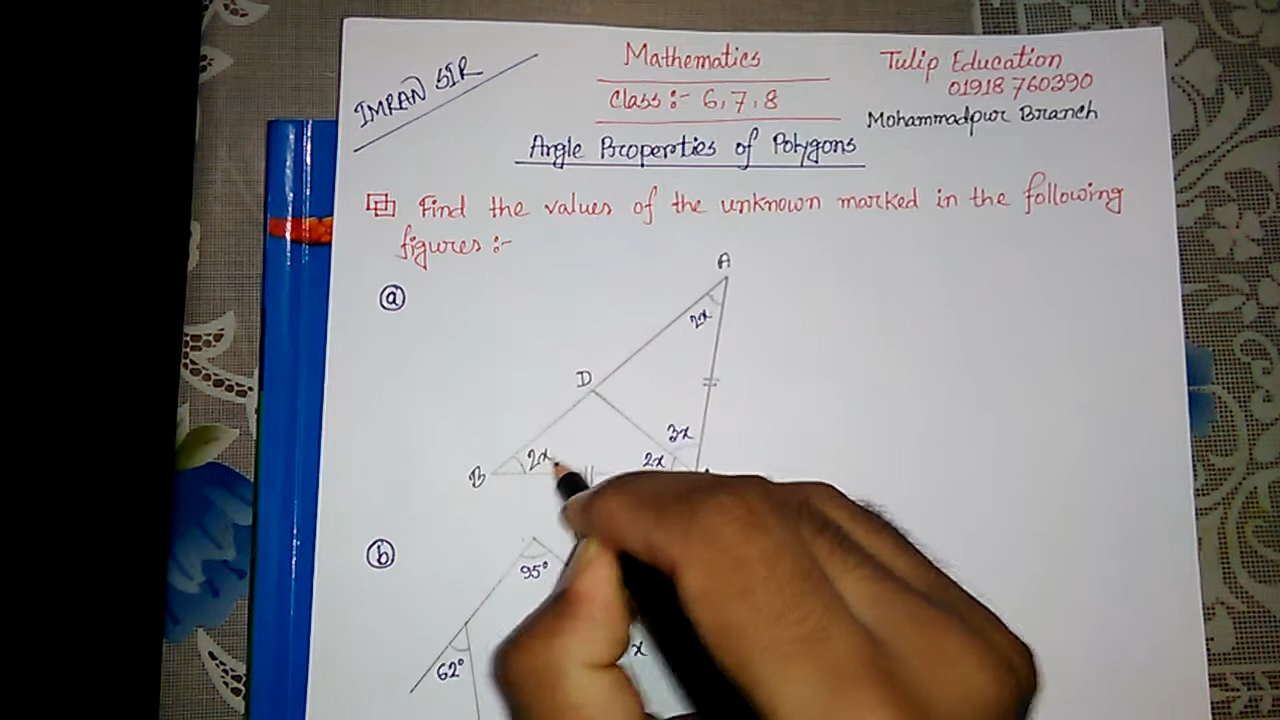 IMRAN SIR
Mathematics
Class :- 6, 7, 8
Tulip Education
01918 760390
Mohammadpur Branch
Angle Properties of Polygons
Find the values of the unknown marked in the following
figures :-
a
A
2x
D
3x
B
2x
2x
b
95°
62°
x